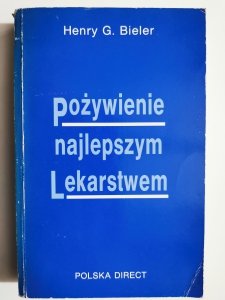 Henry G. Bieler
Pożywienie
najlepszym
Lekarstwem
POLSKA DIRECT